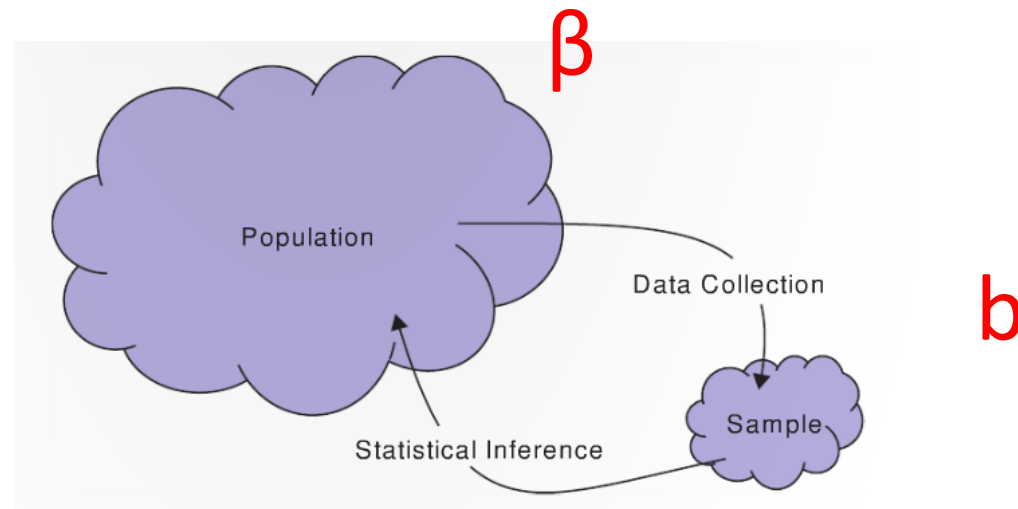 β
Population
Data Collection
b
Sample
Statistical Inference